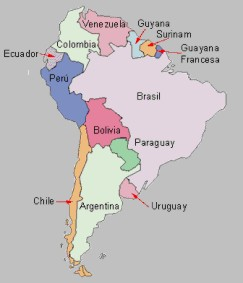 Venezuela
Guyana
Surinam
Colombia
Guayana
Francesa
Ecuador
Perú
Brasil
Bolivia
Paraguay
Chile
Argentina
Uruguay